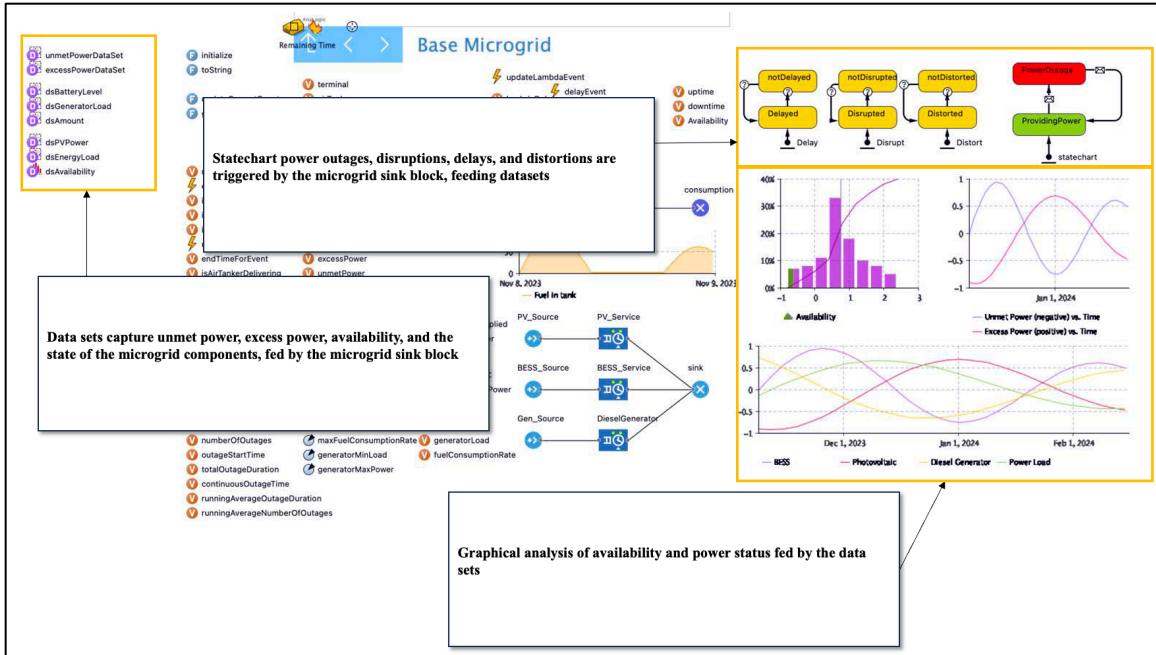 AnyLogic
Remaining Time
Base Microgrid
unmetPowerDataSet
excessPowerDataSet
dsBatteryLevel
dsGeneratorLoad
dsAmount
dsPVPower
dsEnergyLoad
dsAvailability
initialize
toString
terminal
updateLambdaEvent
delayEvent
uptime
downtime
Availability
notDelayed
notDisrupted
notDistorted
Delayed
Disrupted
Distorted
Delay
Disrupt
Distort
PowerOutage
ProvidingPower
statechart
Statechart power outages, disruptions, delays, and distortions are
triggered by the microgrid sink block, feeding datasets
consumption
endTimeForEvent
excessPower
isAirTankerDelivering
unmetPower
0
Nov 8, 2023
Nov 9, 2023
Fuel in tank
40%
30%
20%
10%
0%
-1
0
1
2
3
Availability
1
0.5
0
-0.5
-1
Jan 1, 2024
Unmet Power (negative) vs. Time
Excess Power (positive) vs. Time
Data sets capture unmet power, excess power, availability, and the
state of the microgrid components, fed by the microgrid sink block
PV_Source
PV_Service
BESS_Source
BESS_Service
sink
Gen_Source
DieselGenerator
1
0.5
0
-0.5
-1
Dec 1, 2023
Jan 1, 2024
Feb 1, 2024
BESS
Photovoltaic
Diesel Generator
Power Load
numberOfOutages
maxFuelConsumptionRate
generatorLoad
outageStartTime
generatorMinLoad
fuelConsumptionRate
totalOutageDuration
generatorMaxPower
continuousOutageTime
runningAverageOutageDuration
runningAverageNumberOfOutages
Graphical analysis of availability and power status fed by the data
sets